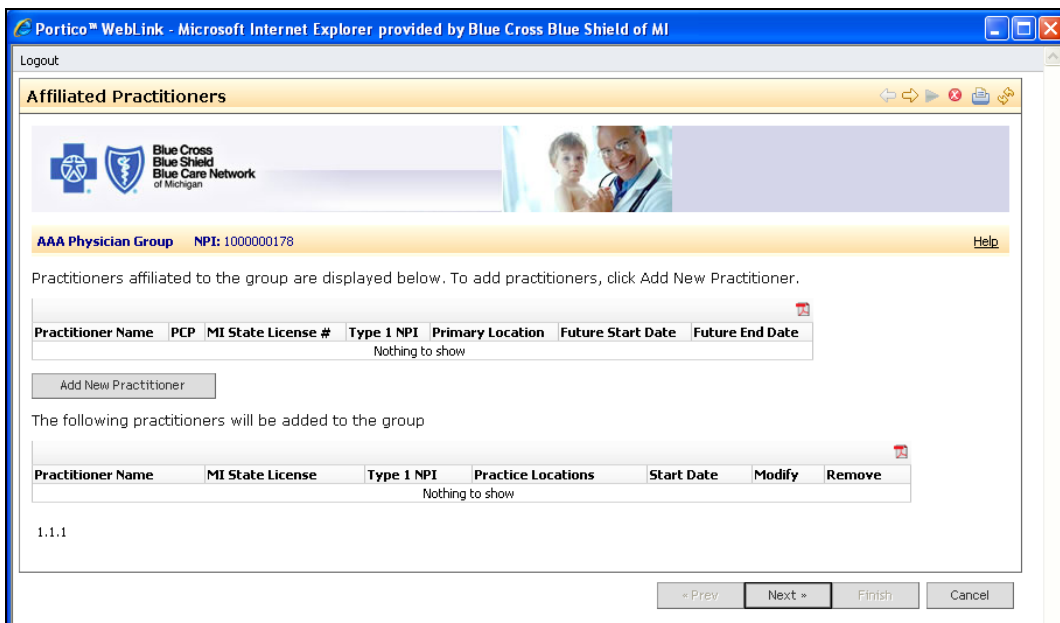 Portico™ WebLink - Microsoft Internet Explorer provided by Blue Cross Blue Shield of MI
Logout
Affiliated Practitioners
Blue Cross
Blue Shield
Blue Care Network
of Michigan
AAA Physician Group NPI: 1000000178 Help
Practitioners affiliated to the group are displayed below. To add practitioners, click Add New Practitioner.
Practitioner Name PCP MI State License # Type 1 NPI Primary Location Future Start Date Future End Date
Nothing to show
Add New Practitioner
The following practitioners will be added to the group
Practitioner Name MI State License Type 1 NPI Practice Locations Start Date Modify Remove
Nothing to show
1.1.1
« Prev Next » Finish Cancel